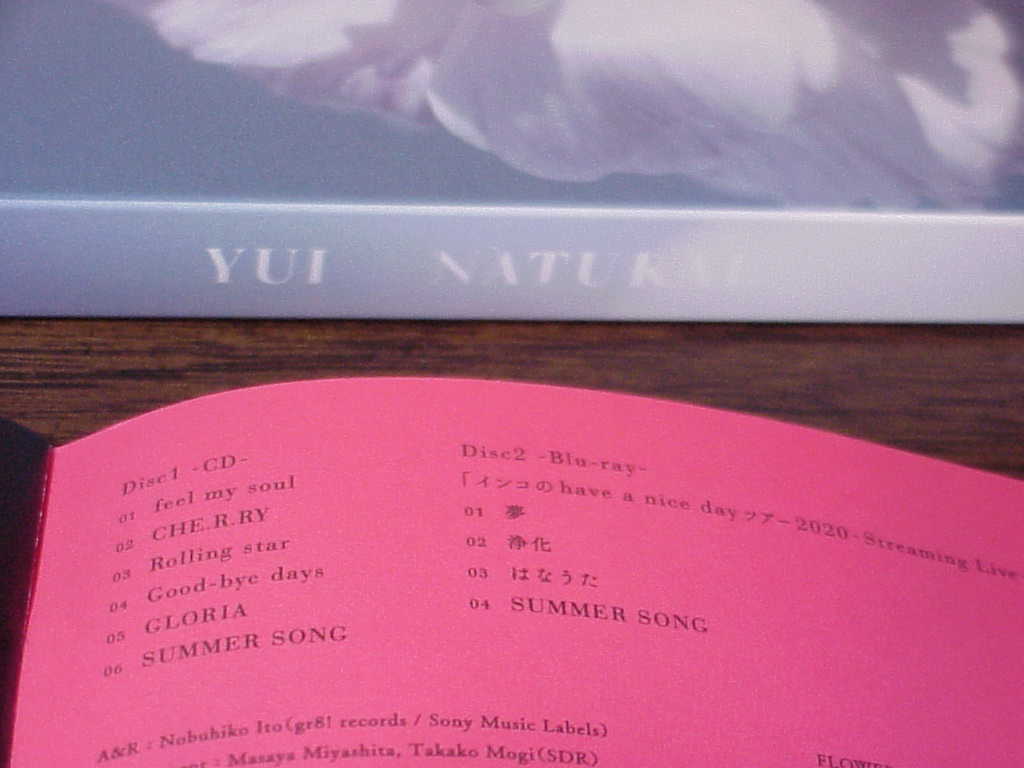 YUI NATURAL
Disc1 -CD-
01 feel my soul
02 CHE.R.RY
03 Rolling star
04 Good-bye days
05 GLORIA
06 SUMMER SONG
Disc2 -Blu-ray-
「インコのhave a nice dayツアー2020-Streaming Live
01 夢
02 浄化
03 はなうた
04 SUMMER SONG
A&R : Nobuhiko Ito(gr8! records / Sony Music Labels)
: Masaya Miyashita, Takako Mogi(SDR)
FLOWER